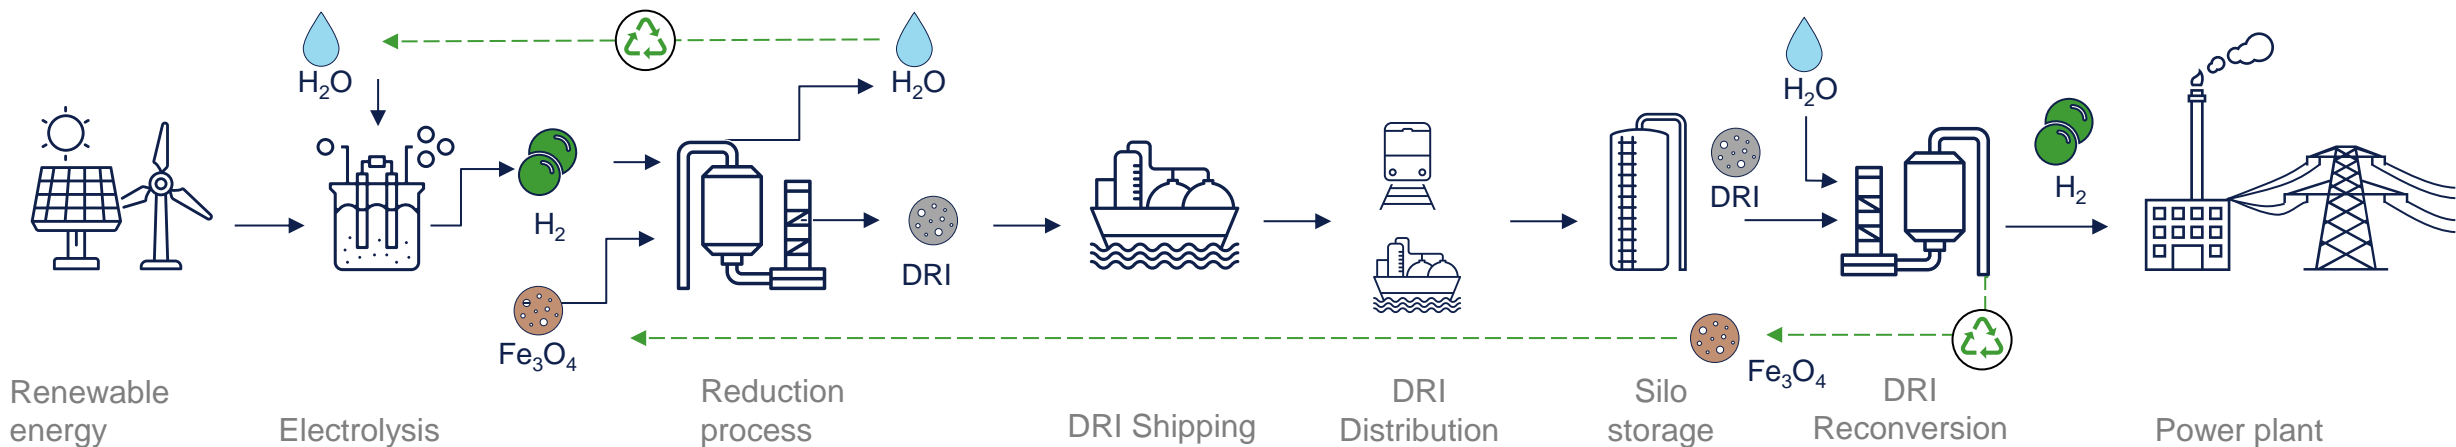 H₂O
H₂O
H₂O
H₂
DRI
H₂
DRI
Fe₃O₄
Fe₃O₄
Renewable
energy
Electrolysis
Reduction
process
DRI Shipping
DRI
Distribution
Silo
storage
DRI
Reconversion
Power plant